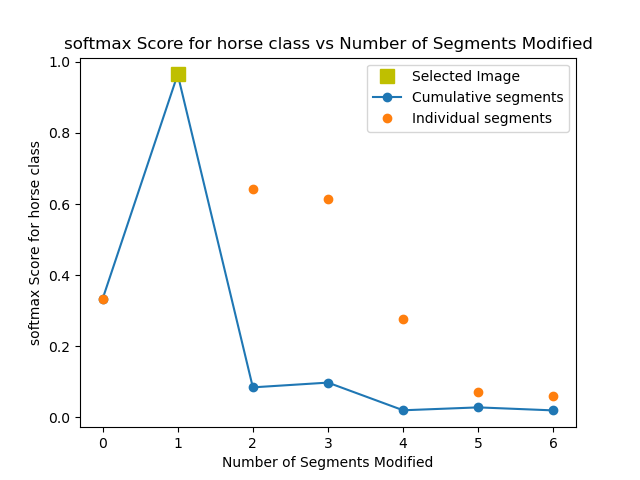 softmax Score for horse class vs Number of Segments Modified
1.0
0.8
0.6
0.4
0.2
0.0
softmax Score for horse class
Selected Image
Cumulative segments
Individual segments
0 1 2 3 4 5 6
Number of Segments Modified